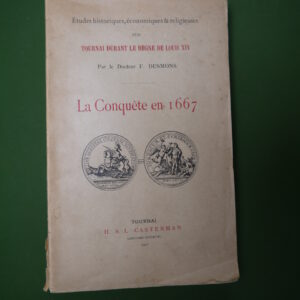 Études historiques, économiques & religieuses
SUR
TOURNAI DURANT LE RÈGNE DE LOUIS XIV
Par le Docteur F. DESMONS
La Conquête en 1667
TOURNAI
H. & L. CASTERMAN